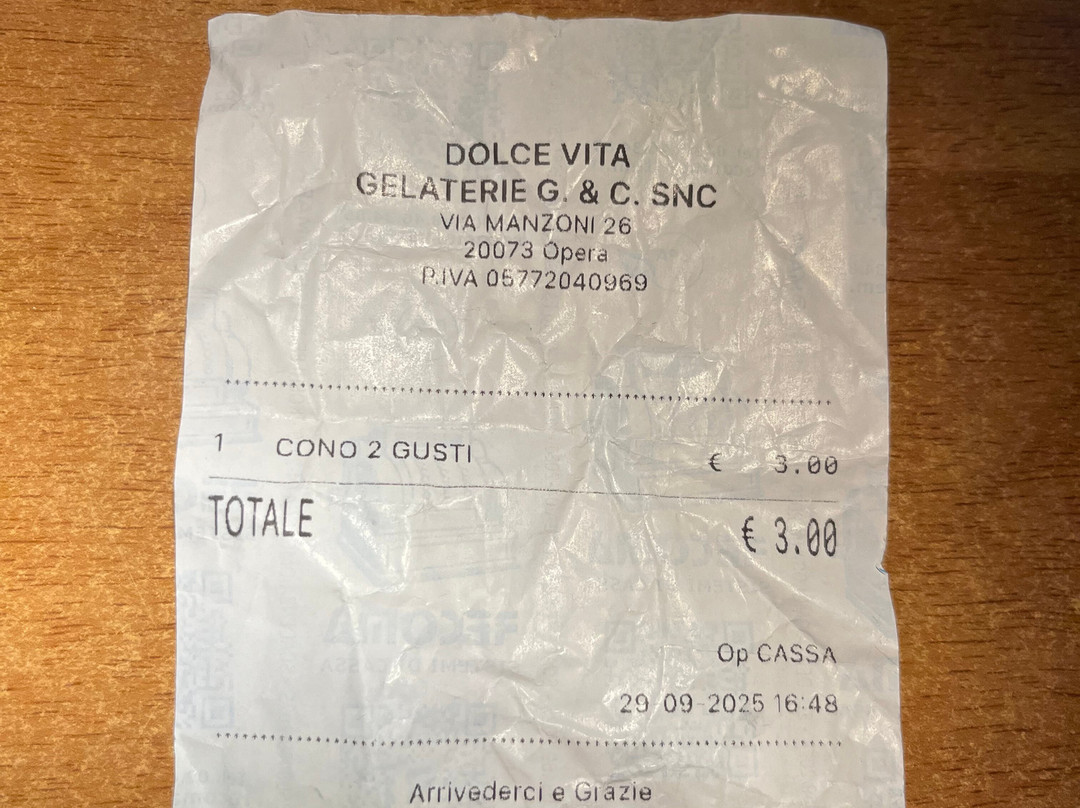 DOLCE VITA
GELATERIE G. & C. SNC
VIA MANZONI 26
20073 Opera
P.IVA 05772040969
1 CONO 2 GUSTI € 3.00
TOTALE € 3.00
Op CASSA
29-09-2025 16:48
Arrivederci e Grazie